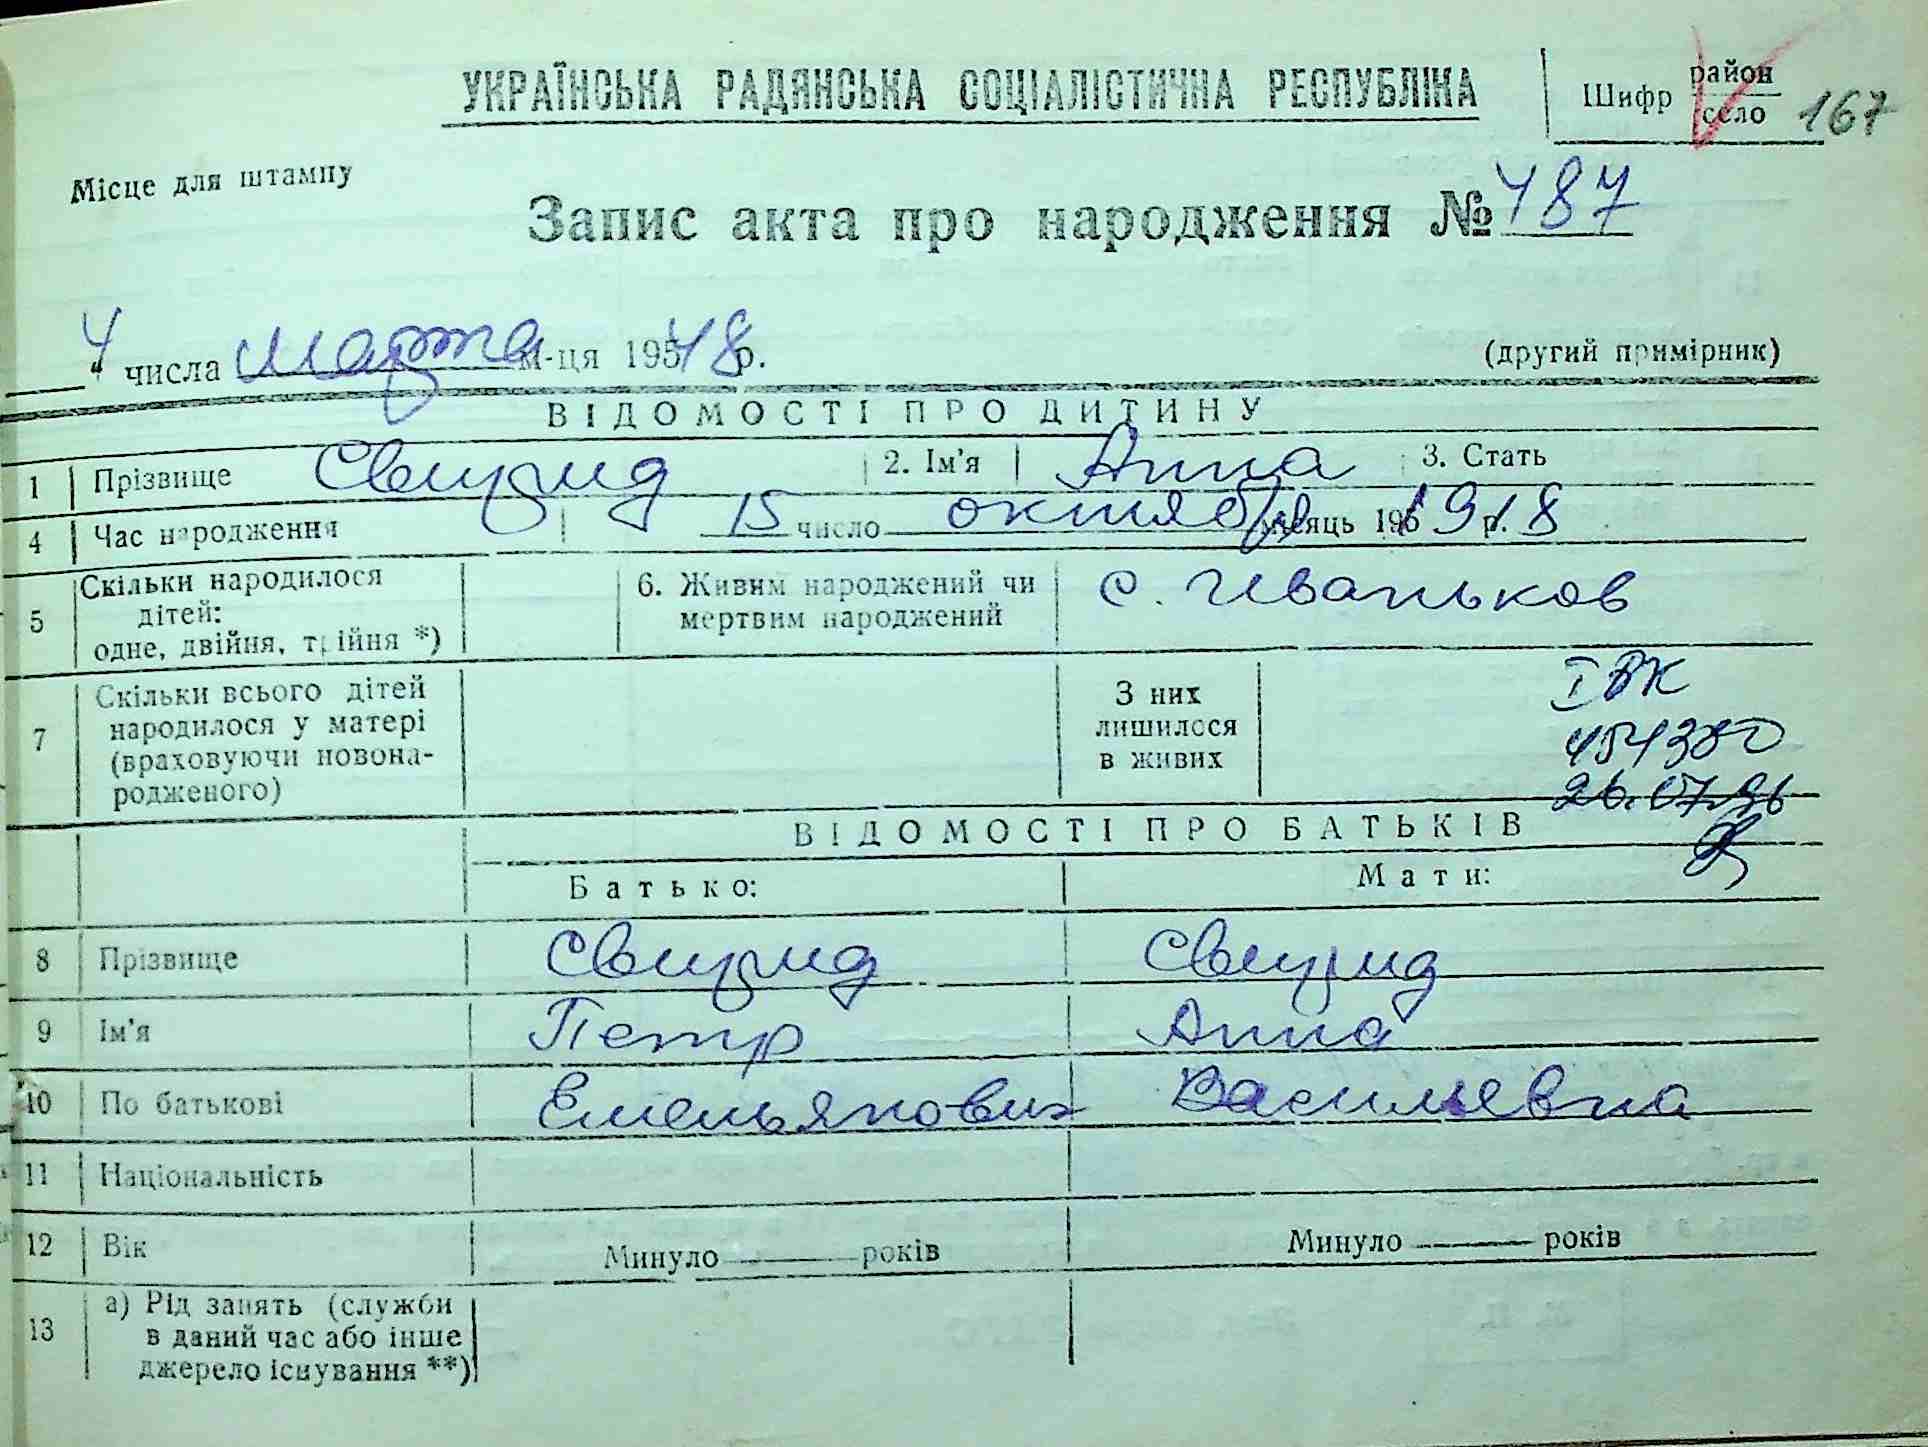 УКРАЇНСЬКА РАДЯНСЬКА СОЦІАЛІСТИЧНА РЕСПУБЛІКА
Шифр район село 167
Місце для штампу
Запис акта про народження № 487
4 числа марта м-ця 1948 р.
(другий примірник)
ВІДОМОСТІ ПРО ДИТИНУ
1 Прізвище Свирид 2. Ім'я Анна 3. Стать
4 Час народження 15 число октября місяць 1918 р.
5 Скільки народилося дітей: одне, двійня, трійня *) 6. Живим народжений чи мертвим народжений с. Иваньков
7 Скільки всього дітей народилося у матері (враховуючи новонародженого) З них лишилося в живих
І БК
454380
26.07.96
ВІДОМОСТІ ПРО БАТЬКІВ
Батько: Мати:
8 Прізвище Свирид Свирид
9 Ім'я Петр Анна
10 По батькові Емельянович Васильевна
11 Національність
12 Вік Минуло років Минуло років
13 а) Рід занять (служби в даний час або інше джерело існування **)